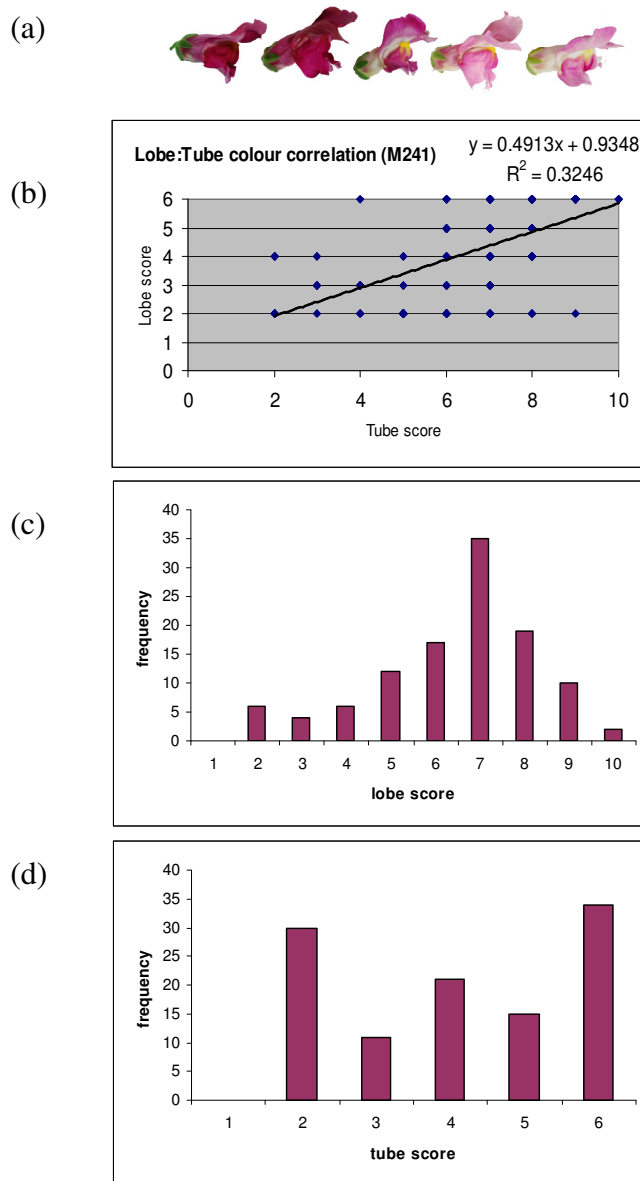 (a)
(b)
Lobe:Tube colour correlation (M241)
y = 0.4913x + 0.9348
R² = 0.3246
Lobe score
6
5
4
3
2
1
0
0 2 4 6 8 10
Tube score
(c)
frequency
40
35
30
25
20
15
10
5
0
1 2 3 4 5 6 7 8 9 10
lobe score
(d)
frequency
40
35
30
25
20
15
10
5
0
1 2 3 4 5 6
tube score